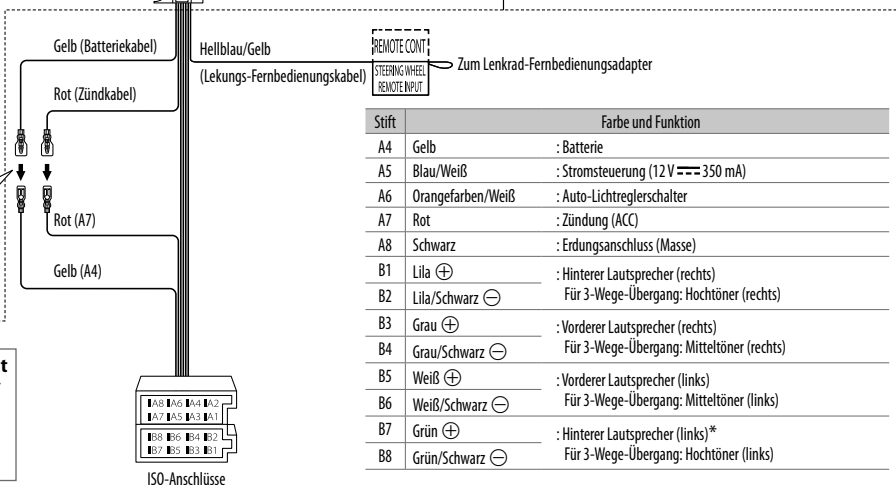 Gelb (Batteriekabel)
Hellblau/Gelb
(Lekungs-Fernbedienungskabel)
REMOTE CONT
STEERING WHEEL
REMOTE INPUT
Zum Lenkrad-Fernbedienungsadapter
Rot (Zündkabel)
Rot (A7)
Gelb (A4)
t
A8 A6 A4 A2
A7 A5 A3 A1
B8 B6 B4 B2
B7 B5 B3 B1
ISO-Anschlüsse
Stift Farbe und Funktion
A4 Gelb : Batterie
A5 Blau/Weiß : Stromsteuerung (12 V ⎓ 350 mA)
A6 Orangefarben/Weiß : Auto-Lichtreglerschalter
A7 Rot : Zündung (ACC)
A8 Schwarz : Erdungsanschluss (Masse)
B1 Lila ⊕ : Hinterer Lautsprecher (rechts)
B2 Lila/Schwarz ⊖ Für 3-Wege-Übergang: Hochtöner (rechts)
B3 Grau ⊕ : Vorderer Lautsprecher (rechts)
B4 Grau/Schwarz ⊖ Für 3-Wege-Übergang: Mitteltöner (rechts)
B5 Weiß ⊕ : Vorderer Lautsprecher (links)
B6 Weiß/Schwarz ⊖ Für 3-Wege-Übergang: Mitteltöner (links)
B7 Grün ⊕ : Hinterer Lautsprecher (links)*
B8 Grün/Schwarz ⊖ Für 3-Wege-Übergang: Hochtöner (links)